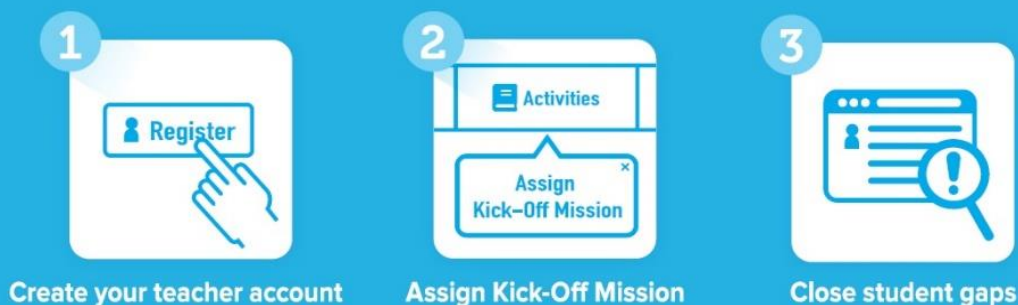 1
Register
Create your teacher account
2
Activities
Assign
Kick-Off Mission
Assign Kick-Off Mission
3
!
Close student gaps